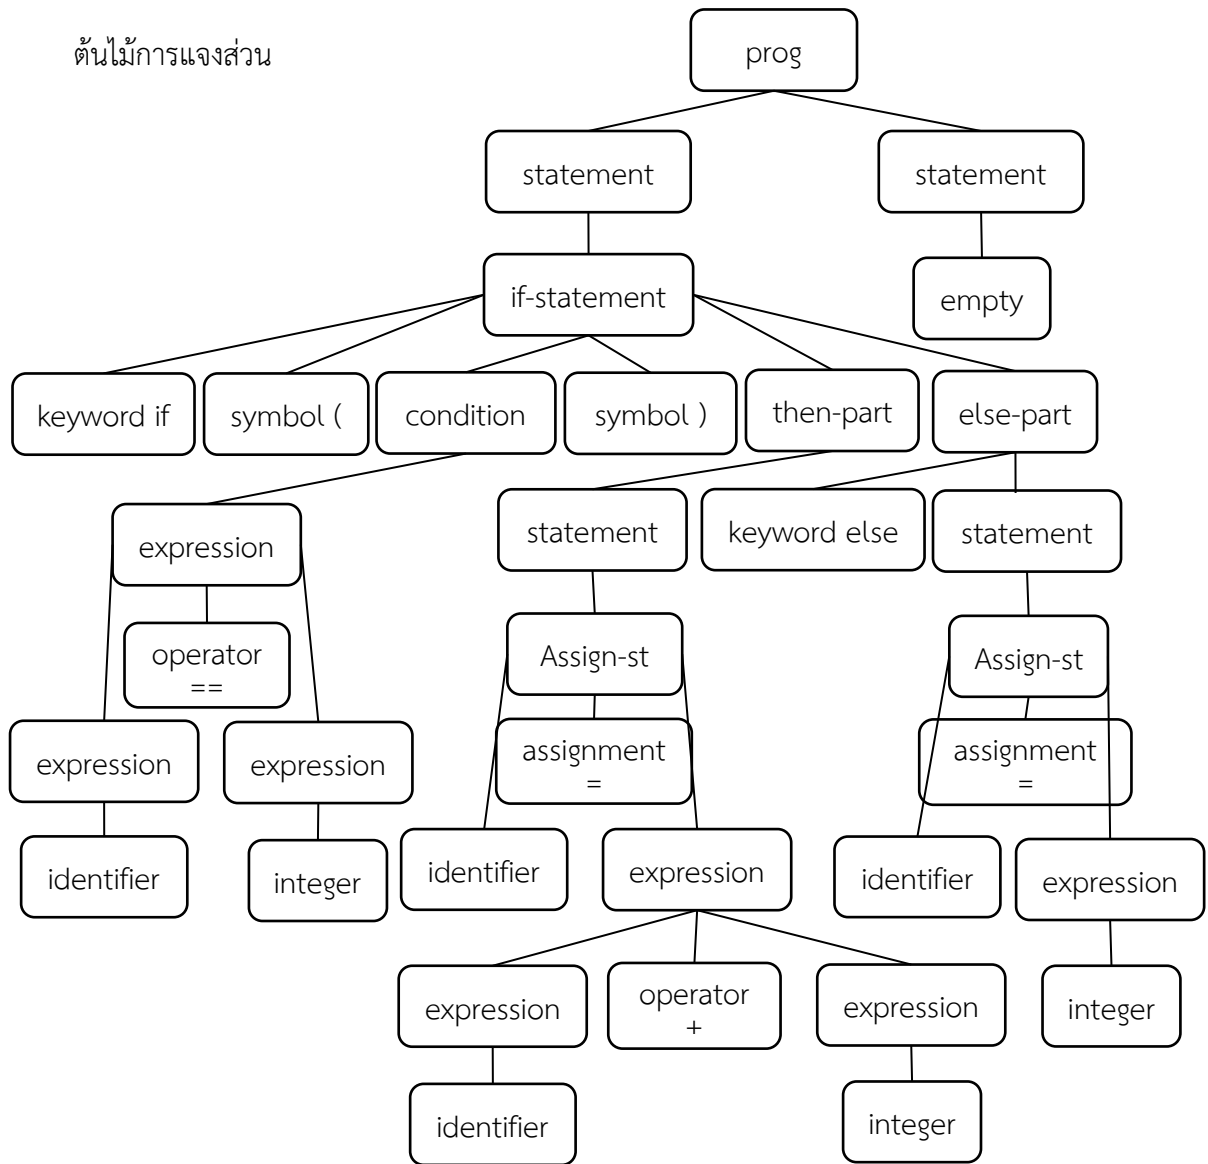 ต้นไม้การแจงส่วน
prog
statement
statement
if-statement
empty
keyword if
symbol (
condition
symbol )
then-part
else-part
expression
statement
keyword else
statement
operator
==
Assign-st
Assign-st
expression
expression
assignment
=
assignment
=
identifier
integer
identifier
expression
identifier
expression
expression
operator
+
expression
integer
identifier
integer